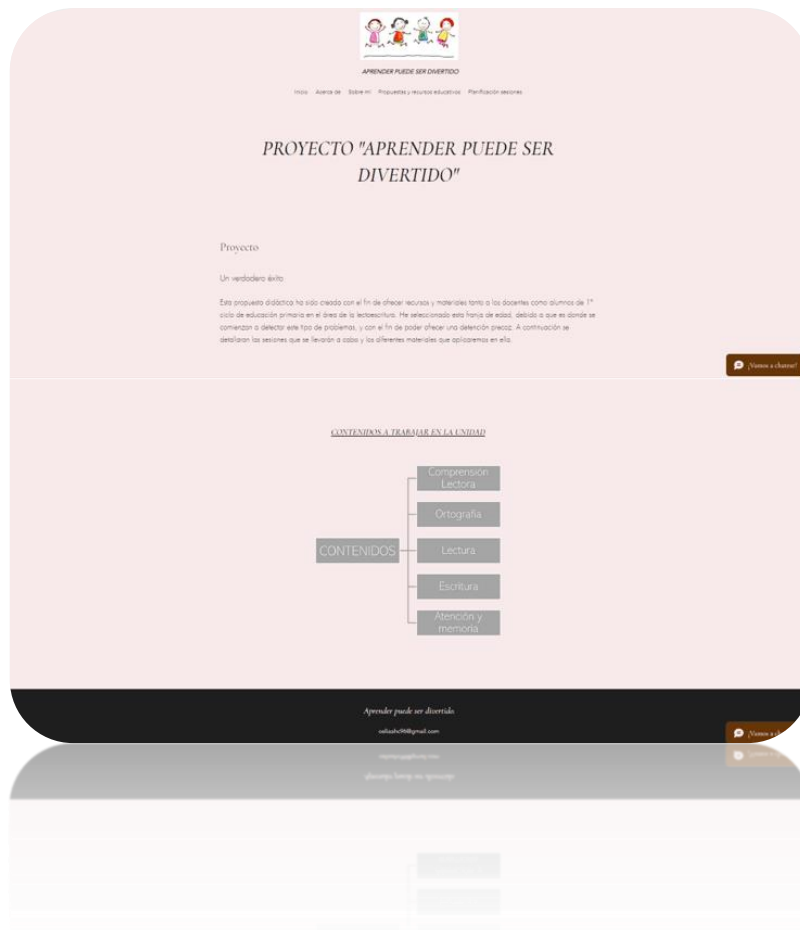 APRENDER PUEDE SER DIVERTIDO
Inicio Acerca de Sobre mí Propuestas y recursos educativos Planificación sesiones
PROYECTO "APRENDER PUEDE SER
DIVERTIDO"
Proyecto
Un verdadero éxito
Esta propuesta didáctica ha sido creada con el fin de ofrecer recursos y materiales tanto a los docentes como alumnos de 1º
ciclo de educación primaria en el área de la lectoescritura. He seleccionado esta franja de edad, debido a que es donde se
comienzan a detectar este tipo de problemas, y con el fin de poder ofrecer una detención precoz. A continuación se
detallaran las sesiones que se llevarán a cabo y los diferentes materiales que aplicaremos en ella.
¡Vamos a chatear!
CONTENIDOS A TRABAJAR EN LA UNIDAD
Comprensión
Lectora
Ortografía
CONTENIDOS
Lectura
Escritura
Atención y
memoria
Aprender puede ser divertido.
¡Vamos a